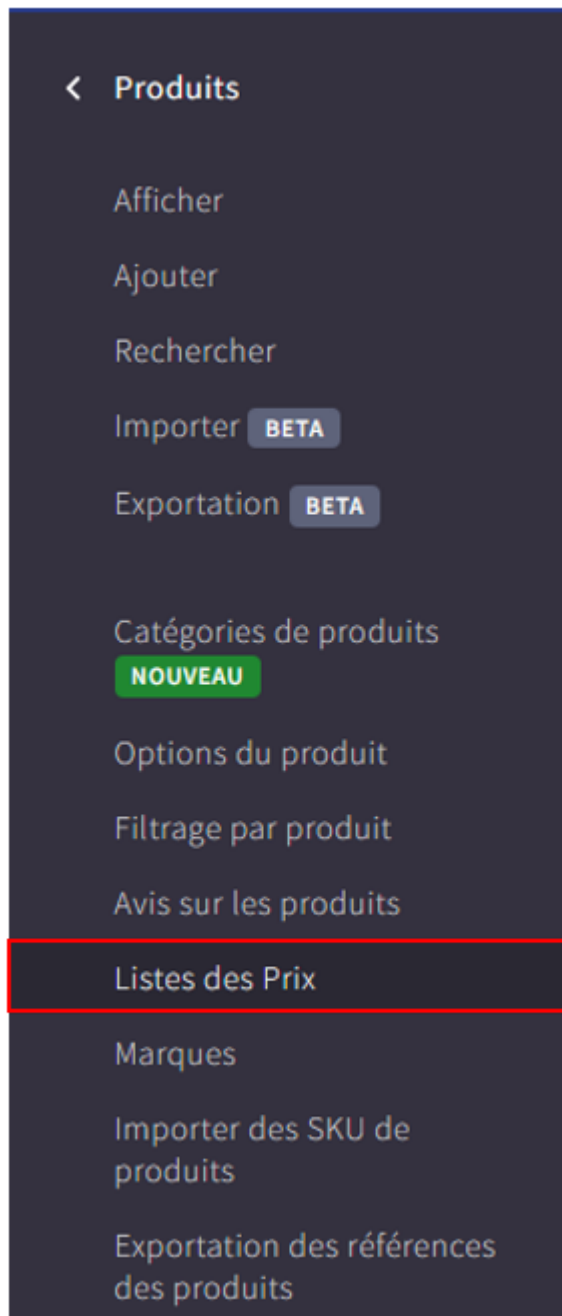 Produits
Afficher
Ajouter
Rechercher
Importer BETA
Exportation BETA
Catégories de produits
NOUVEAU
Options du produit
Filtrage par produit
Avis sur les produits
Listes des Prix
Marques
Importer des SKU de
produits
Exportation des références
des produits